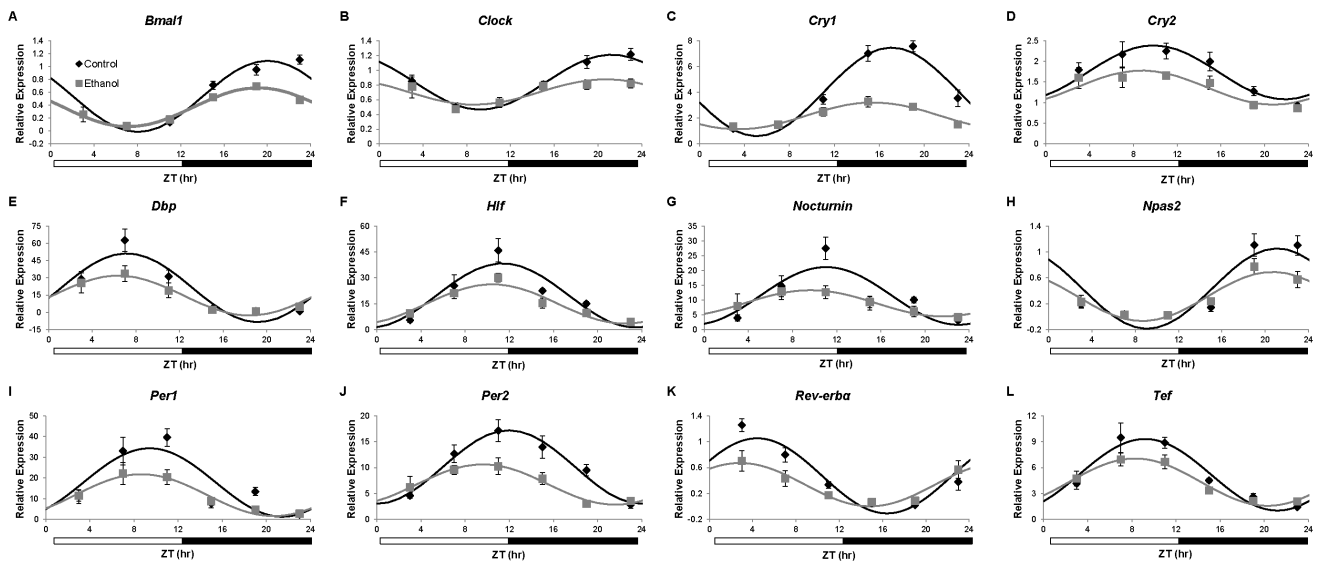 A Bmal1
B Clock
C Cry1
D Cry2
Relative Expression
1.4
1.2
1
0.8
0.6
0.4
0.2
0
-0.2
Control
Ethanol
0 4 8 12 16 20 24
ZT (hr)
Relative Expression
1.4
1.2
1
0.8
0.6
0.4
0.2
0
0 4 8 12 16 20 24
ZT (hr)
Relative Expression
8
6
4
2
0
0 4 8 12 16 20 24
ZT (hr)
Relative Expression
2.5
2
1.5
1
0.5
0
0 4 8 12 16 20 24
ZT (hr)
E Dbp
F Hlf
G Nocturnin
H Npas2
Relative Expression
75
60
45
30
15
0
-15
0 4 8 12 16 20 24
ZT (hr)
Relative Expression
60
45
30
15
0
0 4 8 12 16 20 24
ZT (hr)
Relative Expression
35
30
25
20
15
10
5
0
0 4 8 12 16 20 24
ZT (hr)
Relative Expression
1.4
1
0.6
0.2
-0.2
0 4 8 12 16 20 24
ZT (hr)
I Per1
J Per2
K Rev-erbα
L Tef
Relative Expression
50
40
30
20
10
0
0 4 8 12 16 20 24
ZT (hr)
Relative Expression
20
15
10
5
0
0 4 8 12 16 20 24
ZT (hr)
Relative Expression
1.4
1
0.6
0.2
-0.2
0 4 8 12 16 20 24
ZT (hr)
Relative Expression
12
9
6
3
0
0 4 8 12 16 20 24
ZT (hr)